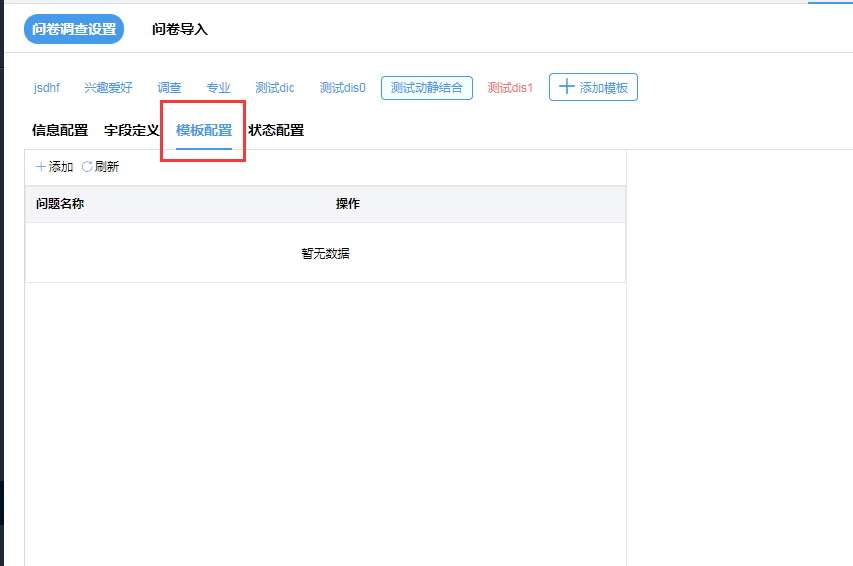 问卷调查设置 问卷导入
jsdhf 兴趣爱好 调查 专业 测试dic 测试dis0 测试动静结合 测试dis1 添加模板
信息配置 字段定义 模板配置 状态配置
添加 刷新
问题名称 操作
暂无数据